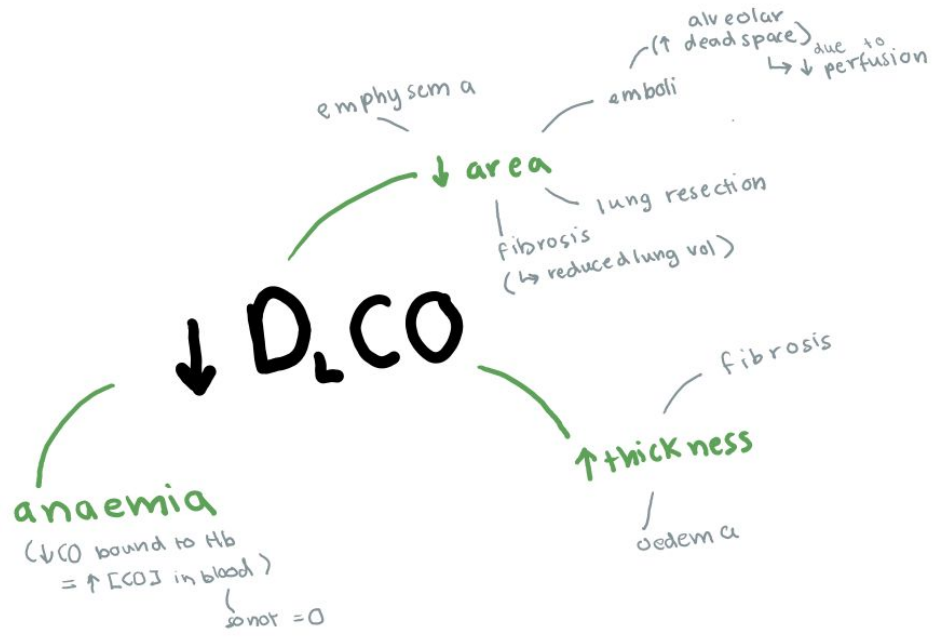 alveolar
(↑ dead space)
↳ ↓ due to perfusion
emboli
emphysema
↓ area
lung resection
fibrosis
(↳ reduced lung vol)
↓ DLCO
fibrosis
↑ thickness
oedema
anaemia
(↓CO bound to Hb
= ↑ [CO] in blood)
so not = 0